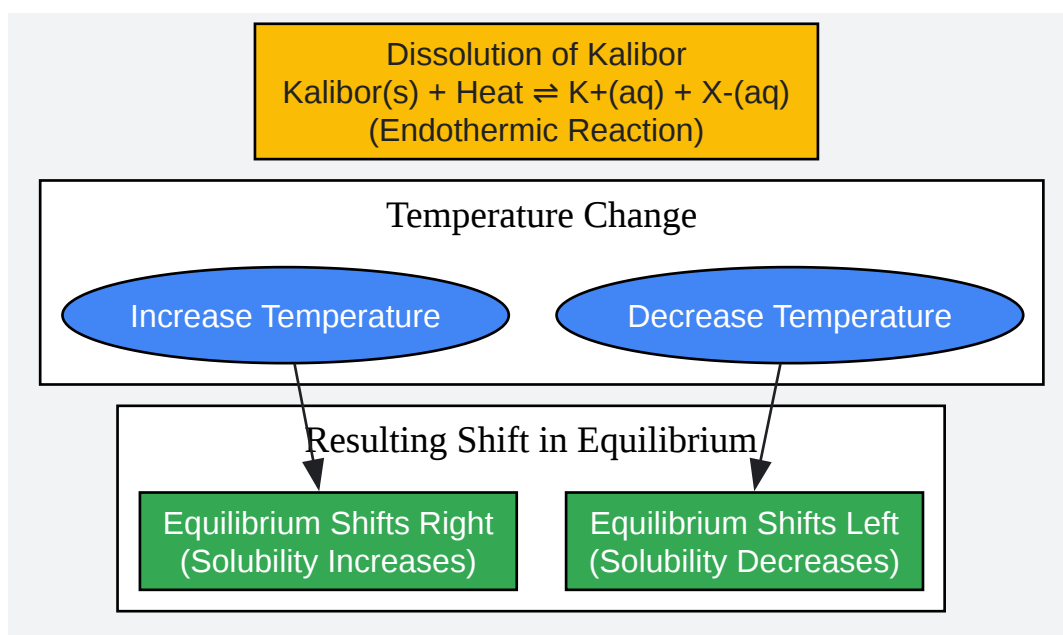 Dissolution of Kalibor
Kalibor(s) + Heat ⇌ K+(aq) + X-(aq)
(Endothermic Reaction)
Temperature Change
Increase Temperature
Decrease Temperature
Resulting Shift in Equilibrium
Equilibrium Shifts Right
(Solubility Increases)
Equilibrium Shifts Left
(Solubility Decreases)